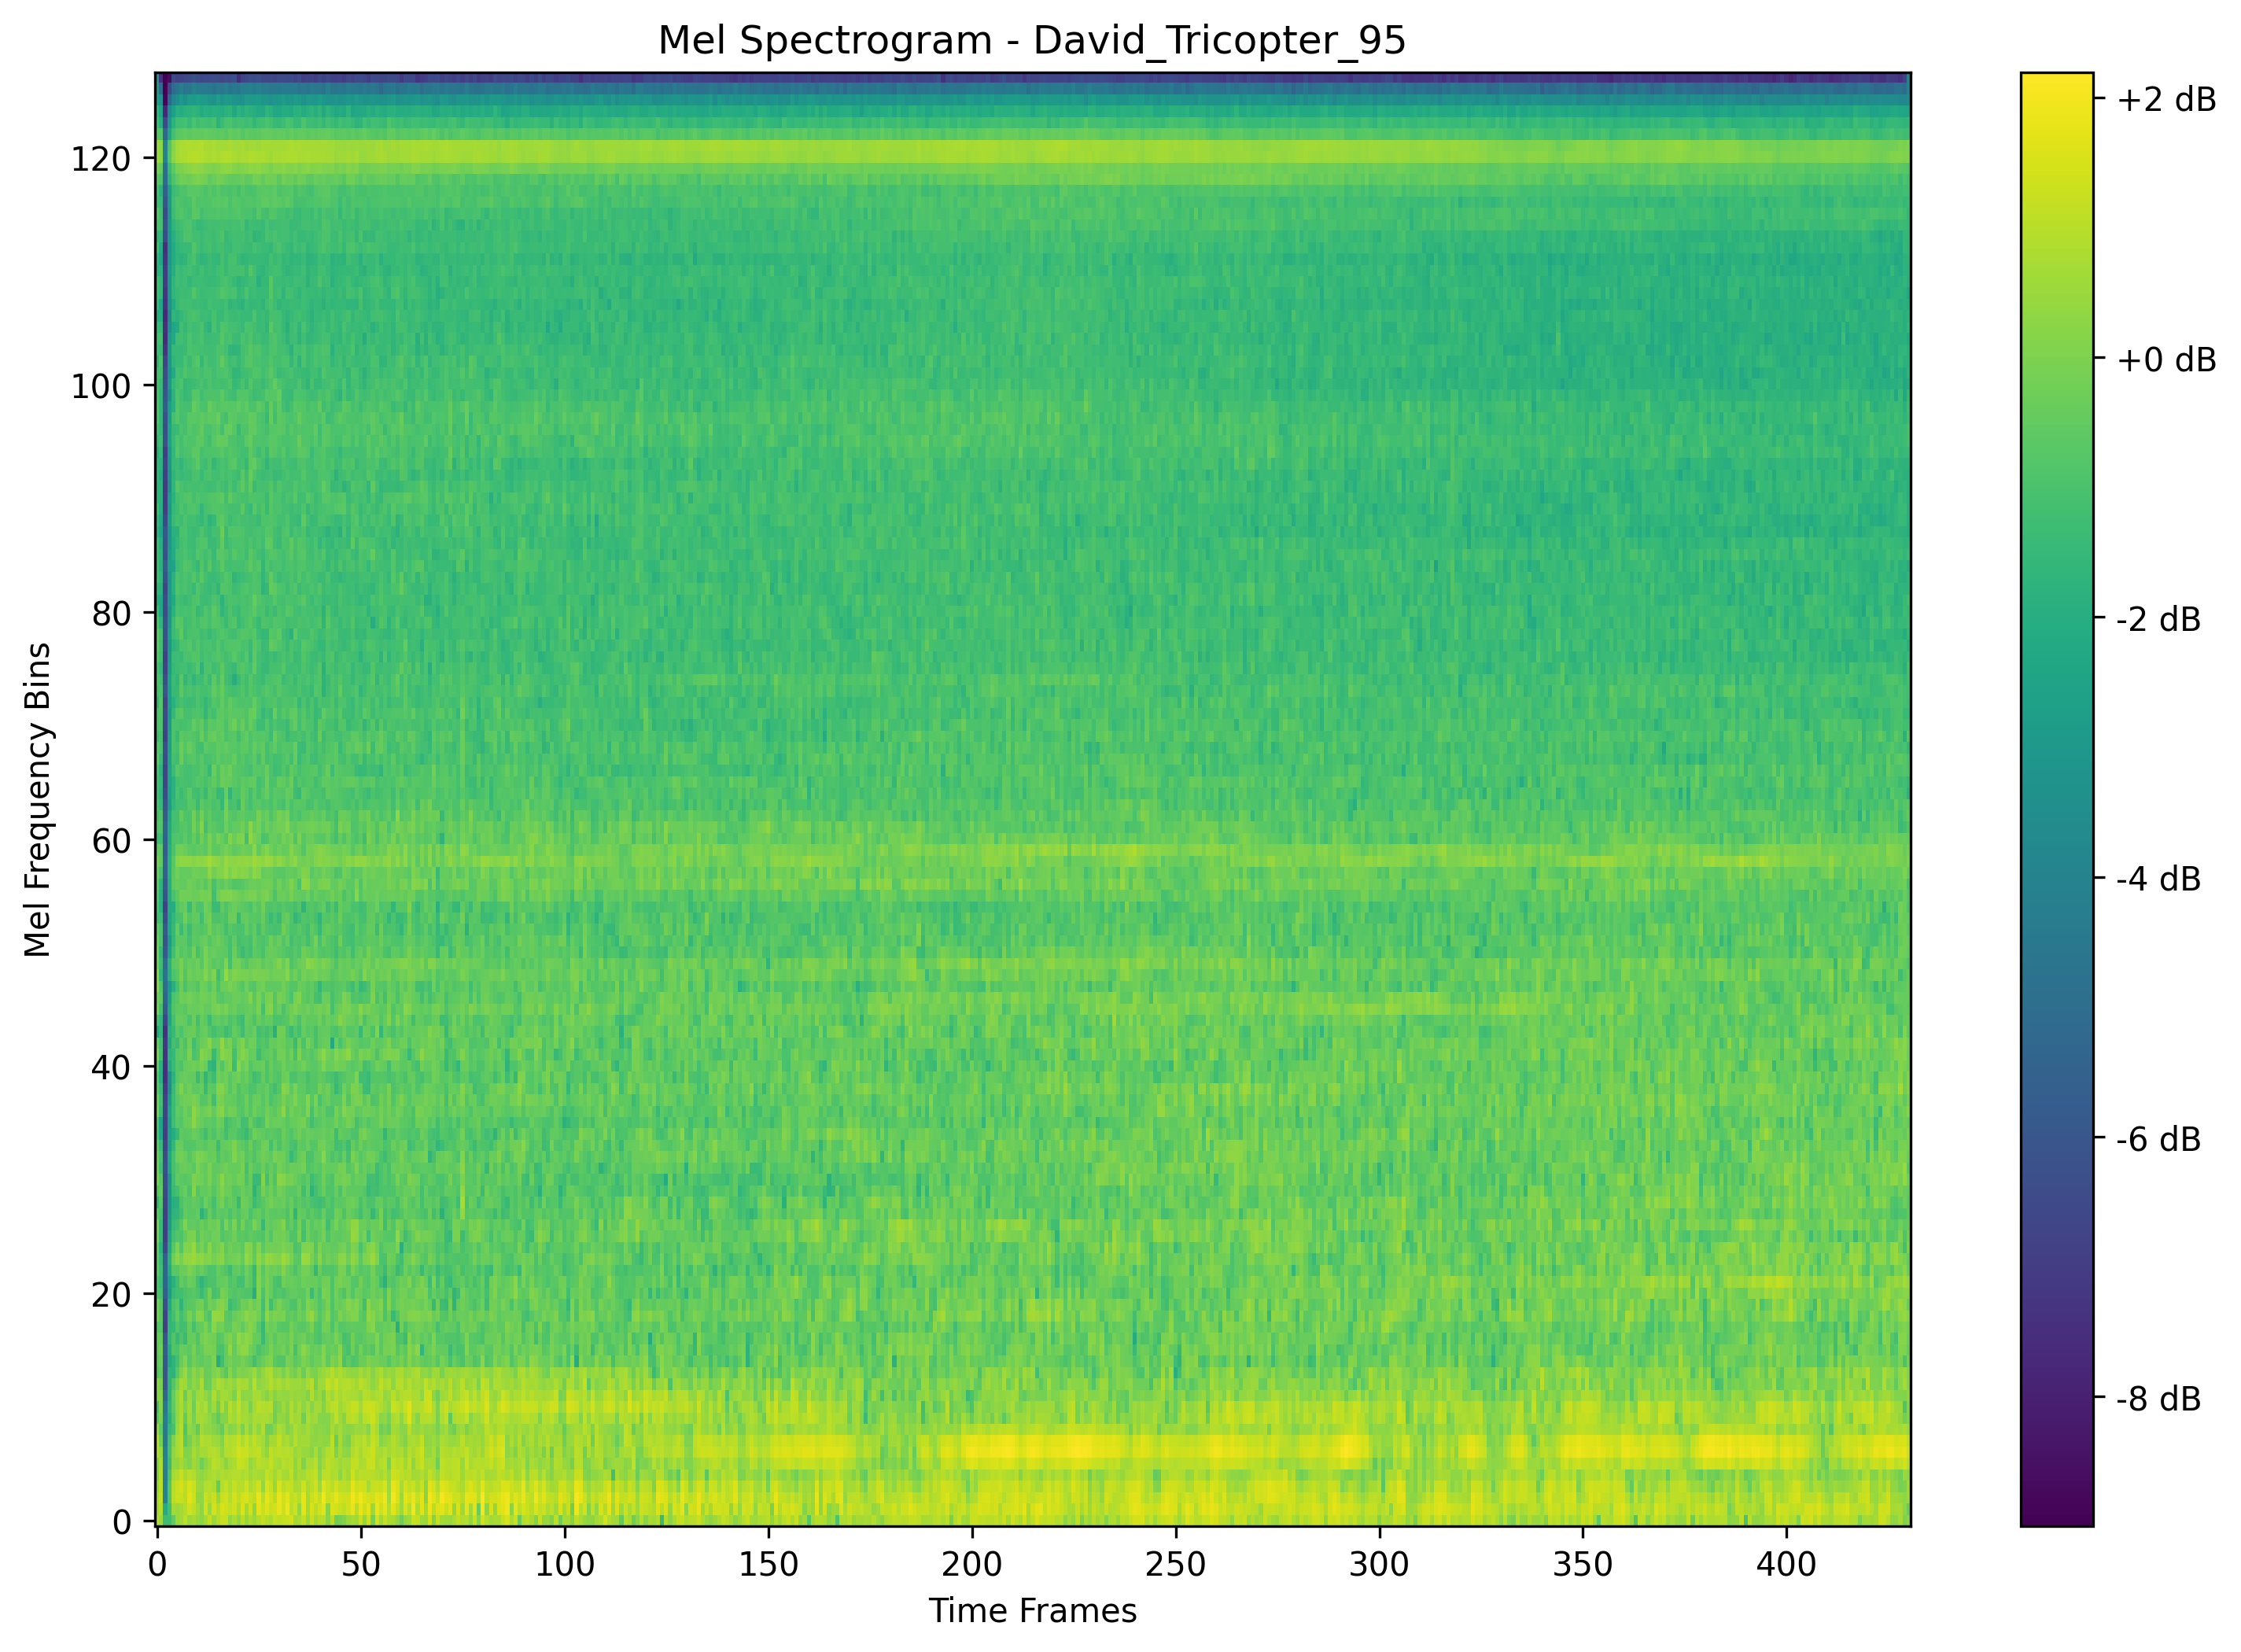 Mel Spectrogram - David_Tricopter_95
+2 dB
+0 dB
-2 dB
-4 dB
-6 dB
-8 dB
120
100
80
60
40
20
0
Mel Frequency Bins
0 50 100 150 200 250 300 350 400
Time Frames